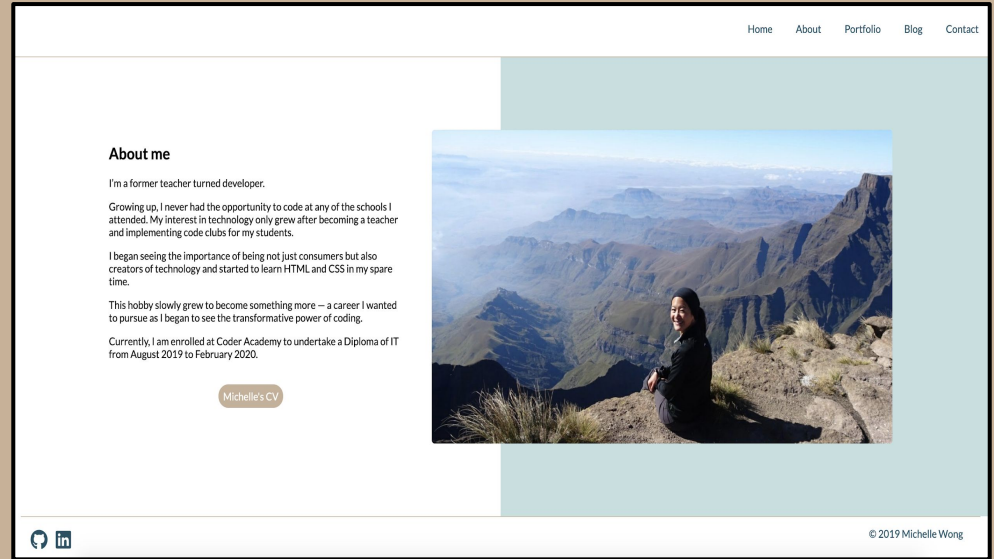 Home About Portfolio Blog Contact
About me
I'm a former teacher turned developer.
Growing up, I never had the opportunity to code at any of the schools I
attended. My interest in technology only grew after becoming a teacher
and implementing code clubs for my students.
I began seeing the importance of being not just consumers but also
creators of technology and started to learn HTML and CSS in my spare
time.
This hobby slowly grew to become something more — a career I wanted
to pursue as I began to see the transformative power of coding.
Currently, I am enrolled at Coder Academy to undertake a Diploma of IT
from August 2019 to February 2020.
Michelle's CV
in
© 2019 Michelle Wong